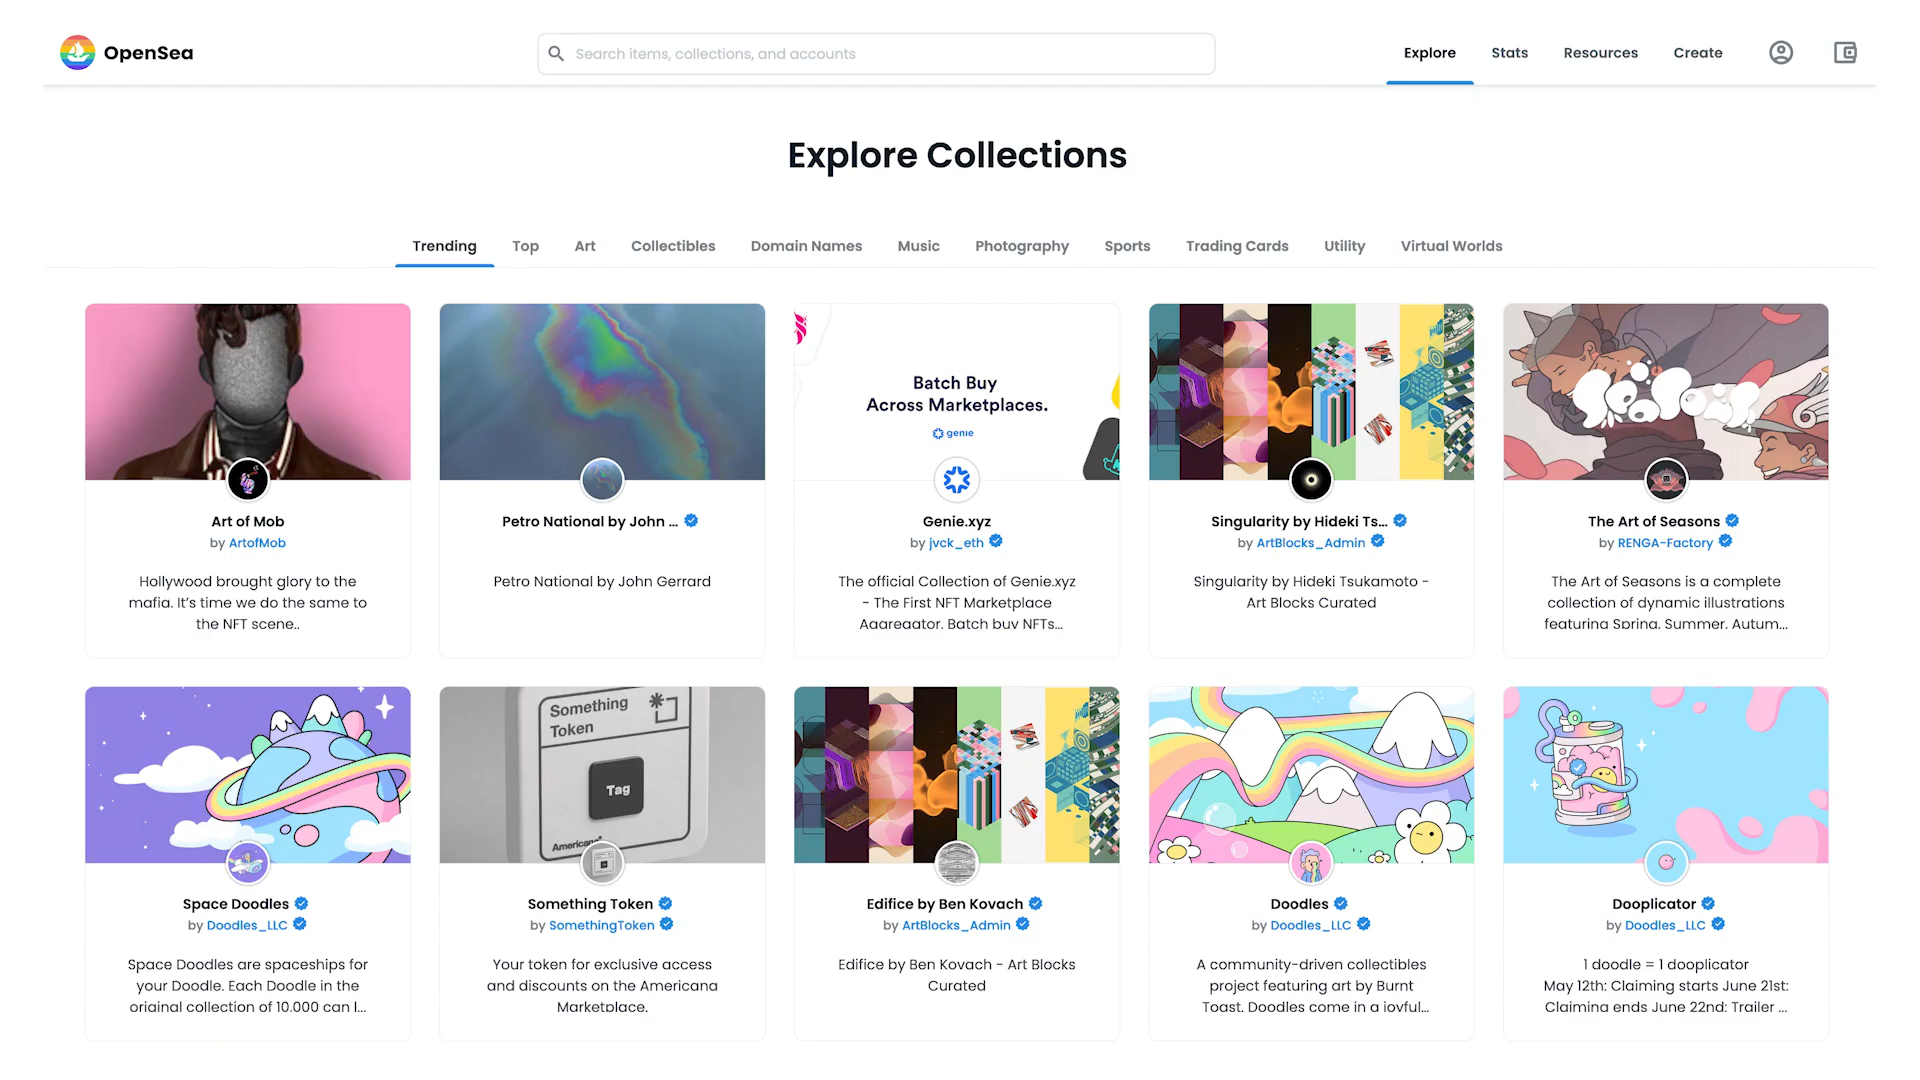 OpenSea
Search items, collections, and accounts
Explore
Stats
Resources
Create
Explore Collections
Trending
Top
Art
Collectibles
Domain Names
Music
Photography
Sports
Trading Cards
Utility
Virtual Worlds
Batch Buy
Across Marketplaces.
genie
Art of Mob
by ArtofMob
Hollywood brought glory to the
mafia. It's time we do the same to
the NFT scene..
Petro National by John ...
Petro National by John Gerrard
Genie.xyz
by jvck_eth
The official Collection of Genie.xyz
- The First NFT Marketplace
Aggregator. Batch buy NFTs...
Singularity by Hideki Ts...
by ArtBlocks_Admin
Singularity by Hideki Tsukamoto -
Art Blocks Curated
The Art of Seasons
by RENGA-Factory
The Art of Seasons is a complete
collection of dynamic illustrations
featuring Spring, Summer, Autum...
Something
Token
Tag
Americana
Space Doodles
by Doodles_LLC
Space Doodles are spaceships for
your Doodle. Each Doodle in the
original collection of 10,000 can l...
Something Token
by SomethingToken
Your token for exclusive access
and discounts on the Americana
Marketplace.
Edifice by Ben Kovach
by ArtBlocks_Admin
Edifice by Ben Kovach - Art Blocks
Curated
Doodles
by Doodles_LLC
A community-driven collectibles
project featuring art by Burnt
Toast. Doodles come in a joyful...
Dooplicator
by Doodles_LLC
1 doodle = 1 dooplicator
May 12th: Claiming starts June 21st:
Claiming ends June 22nd: Trailer ...